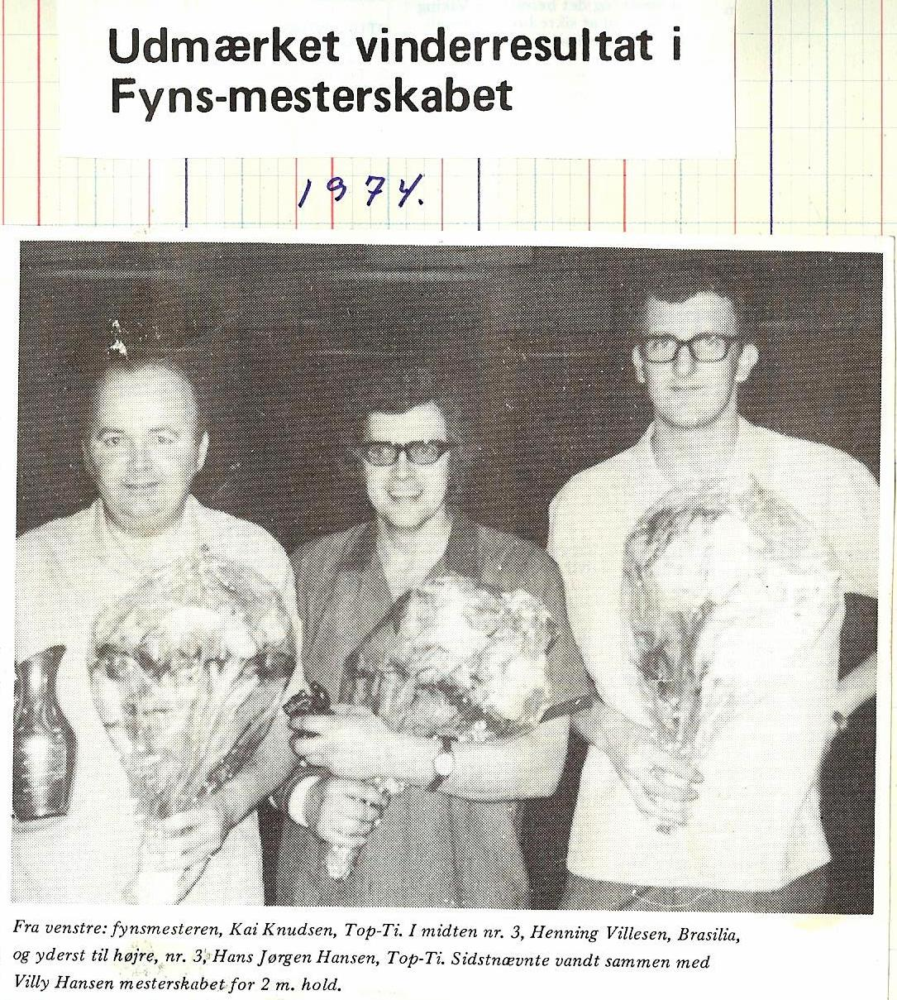 Udmærket vinderresultat i
Fyns-mesterskabet
1974.
Fra venstre: fynsmesteren, Kai Knudsen, Top-Ti. I midten nr. 3, Henning Villesen, Brasilia,
og yderst til højre, nr. 3, Hans Jørgen Hansen, Top-Ti. Sidstnævnte vandt sammen med
Villy Hansen mesterskabet for 2 m. hold.